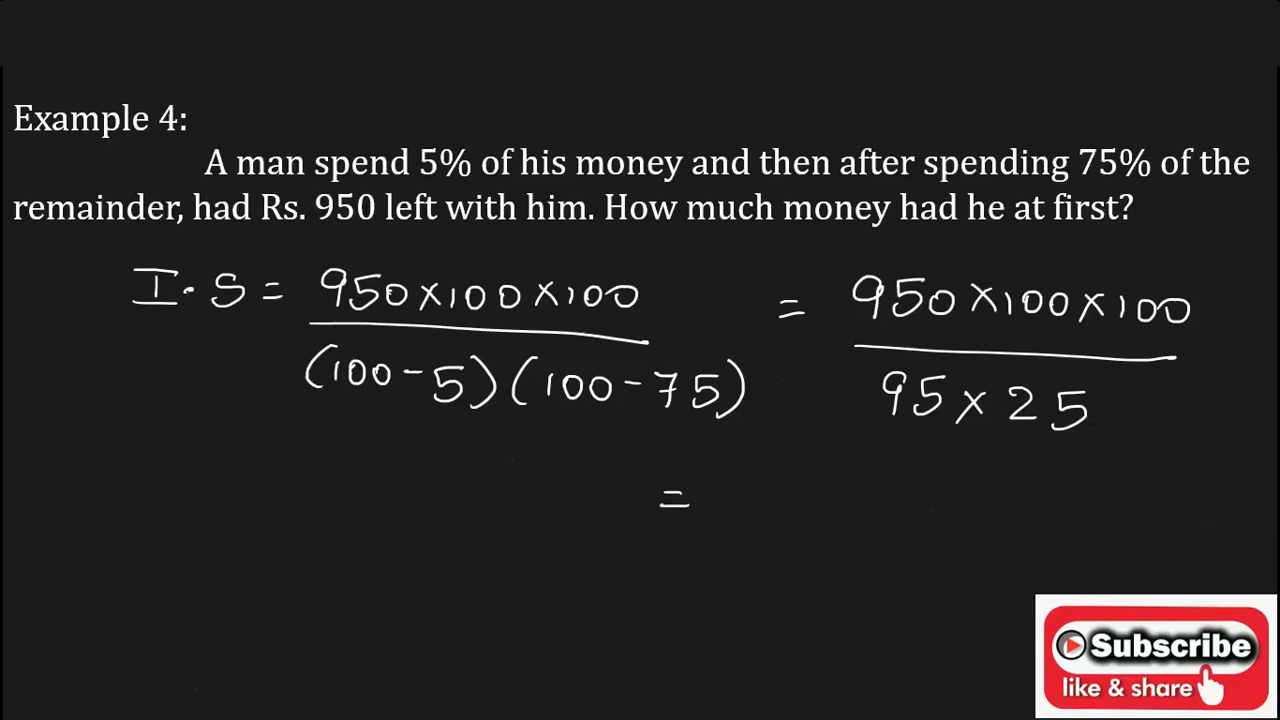 Example 4:
A man spend 5% of his money and then after spending 75% of the
remainder, had Rs. 950 left with him. How much money had he at first?
I.S = 950×100×100 = 950×100×100
(100-5)(100-75) 95×25
=
Subscribe
like & share